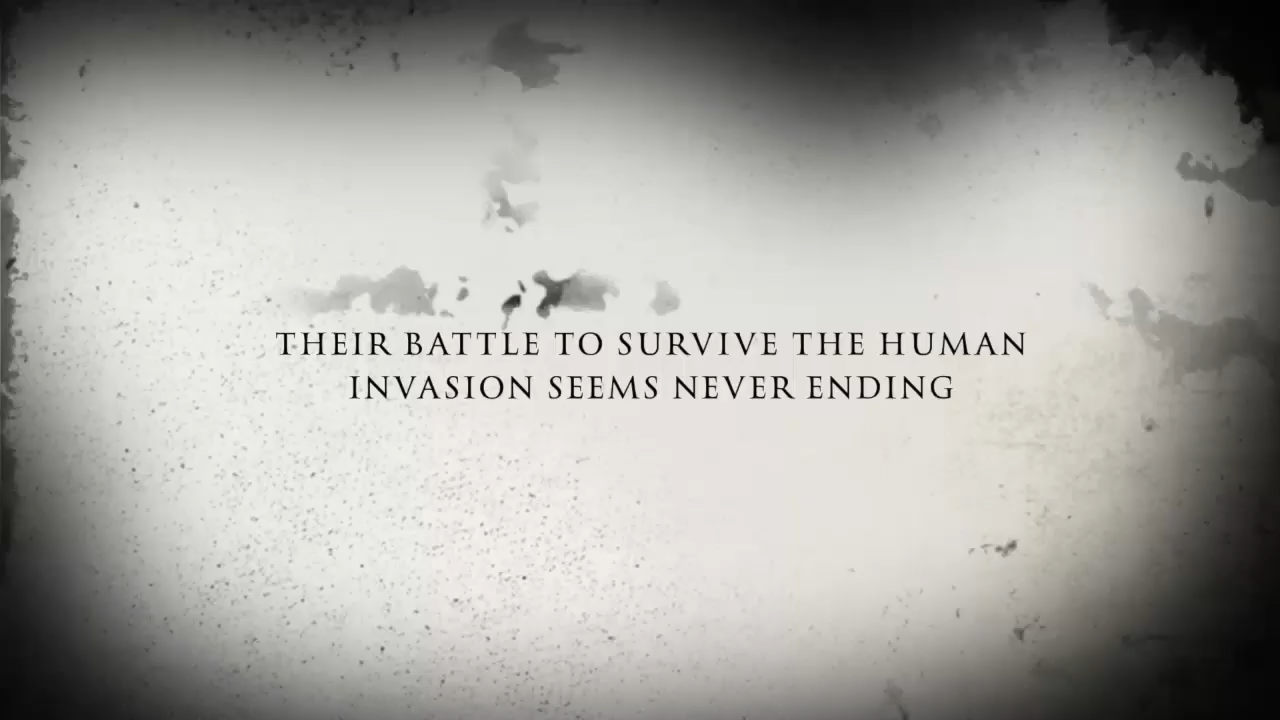 THEIR BATTLE TO SURVIVE THE HUMAN
INVASION SEEMS NEVER ENDING